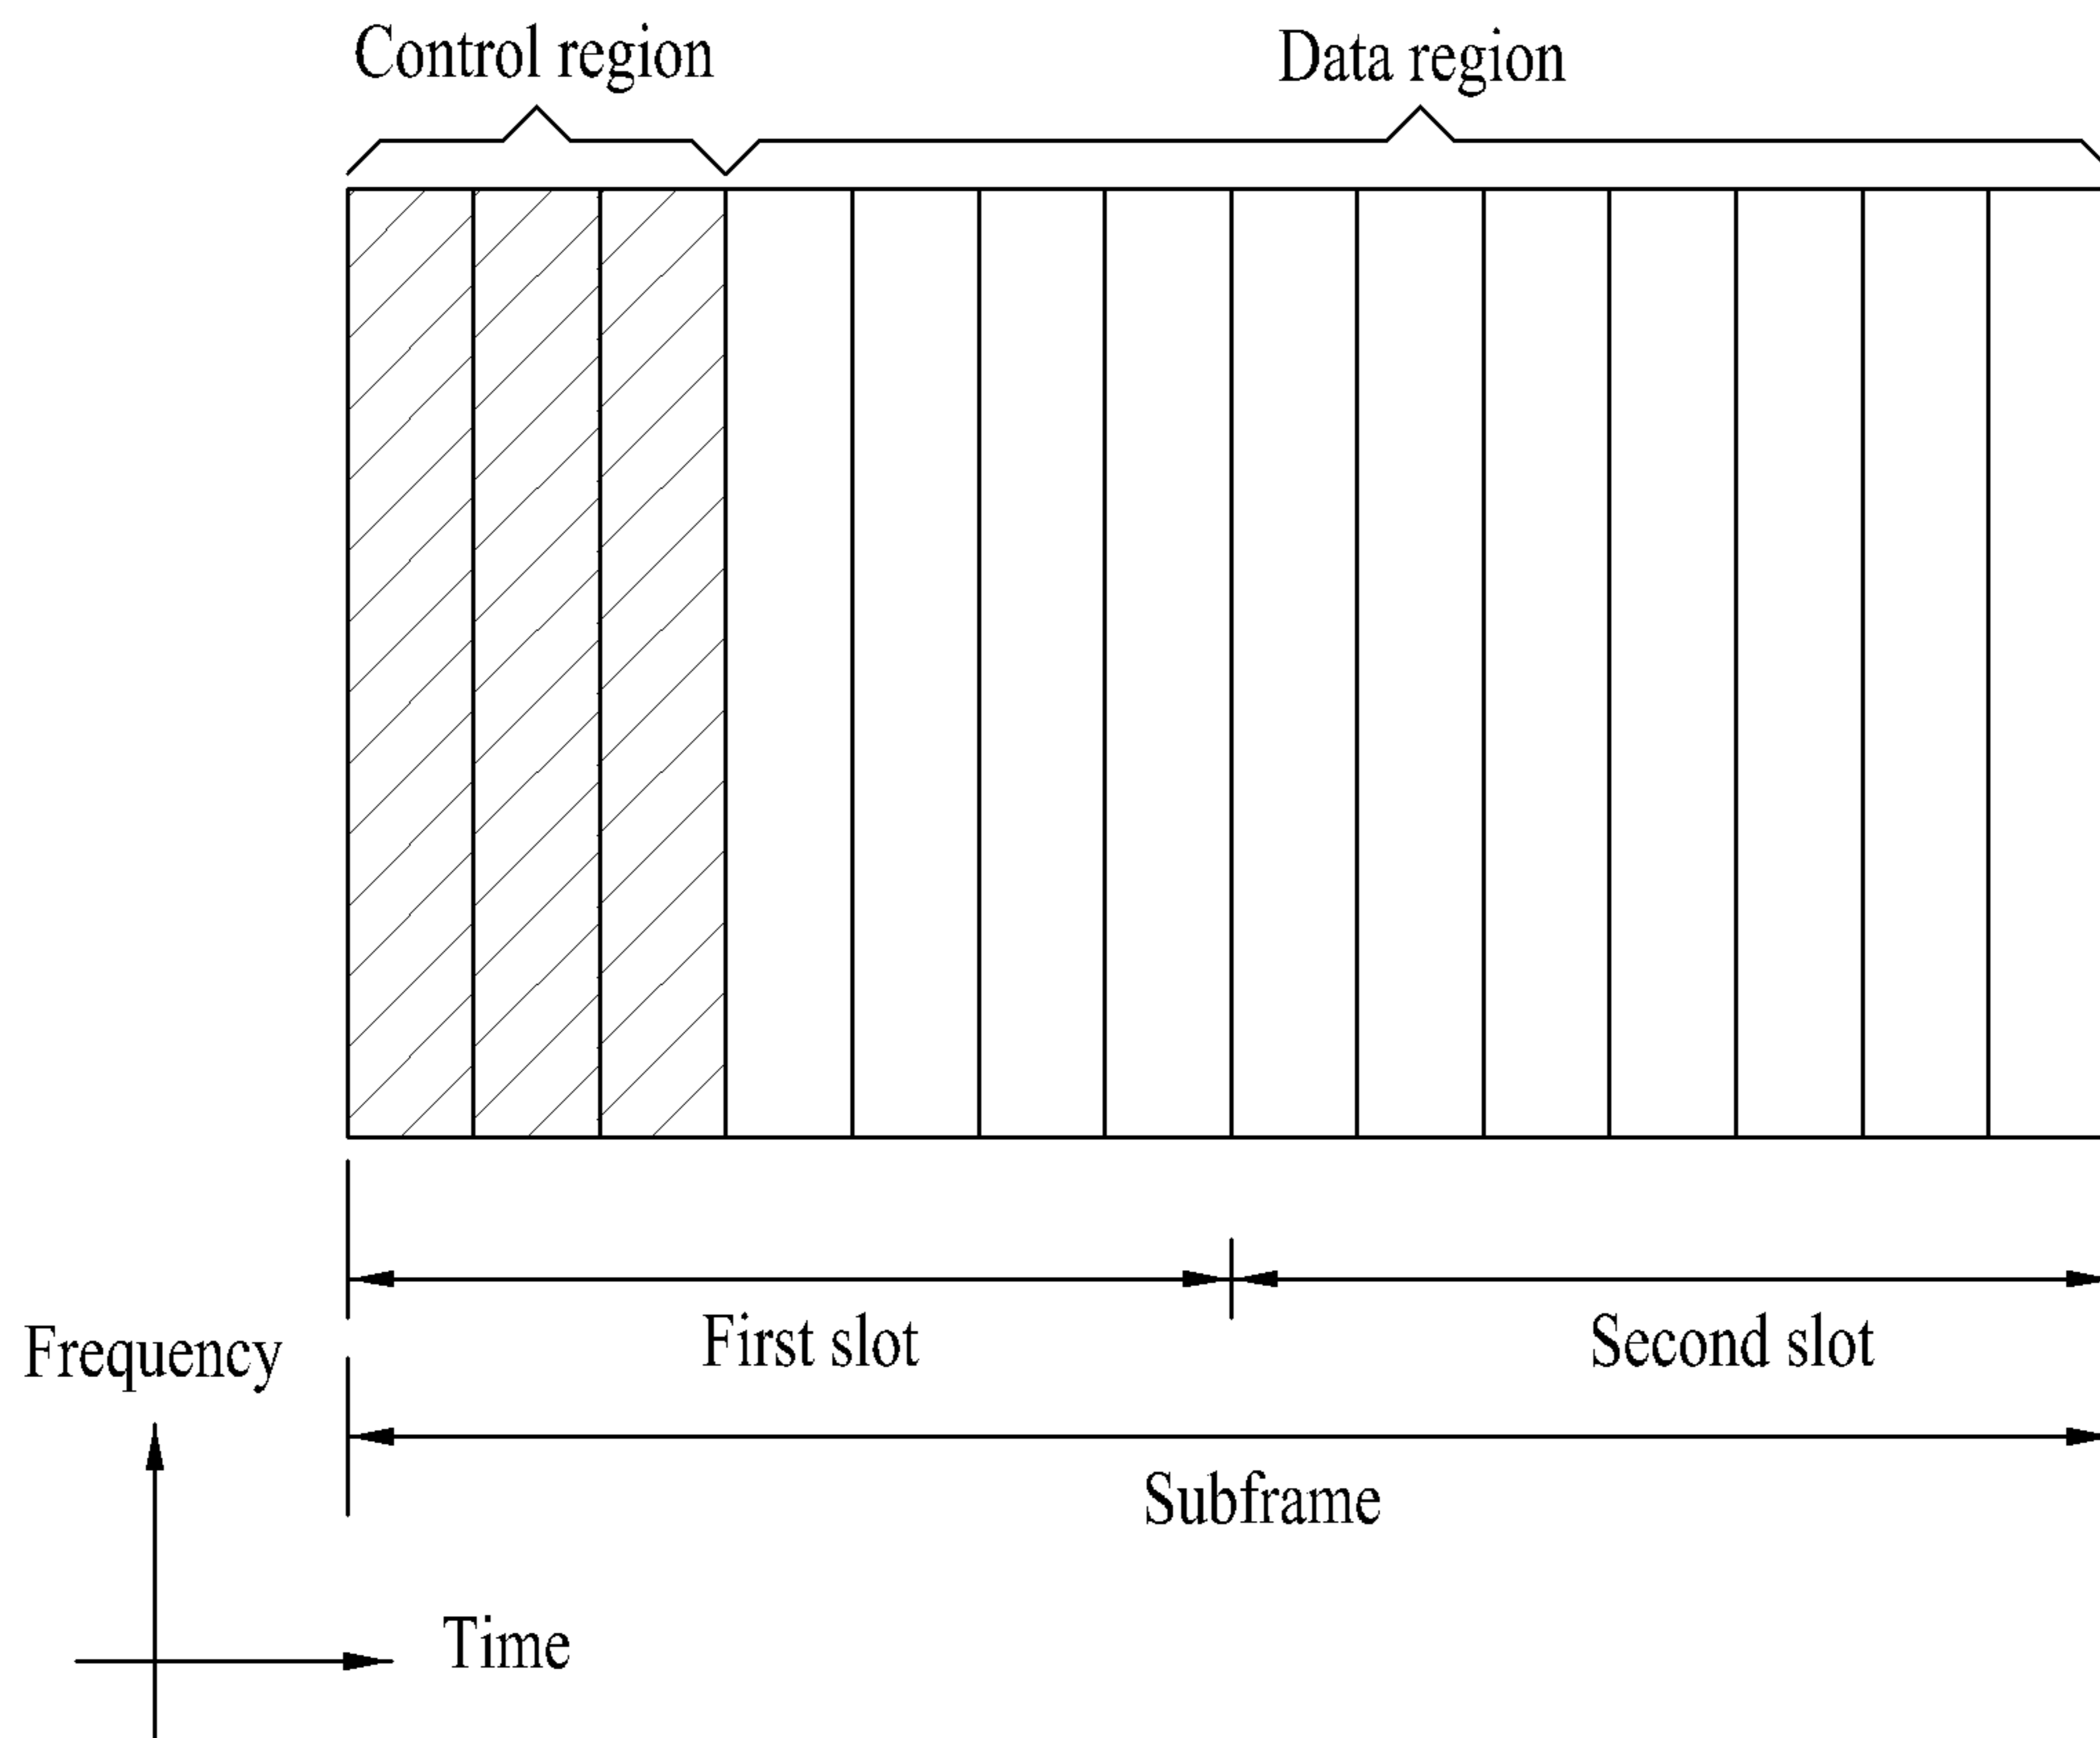 Control region
Data region
First slot
Second slot
Frequency
Subframe
Time